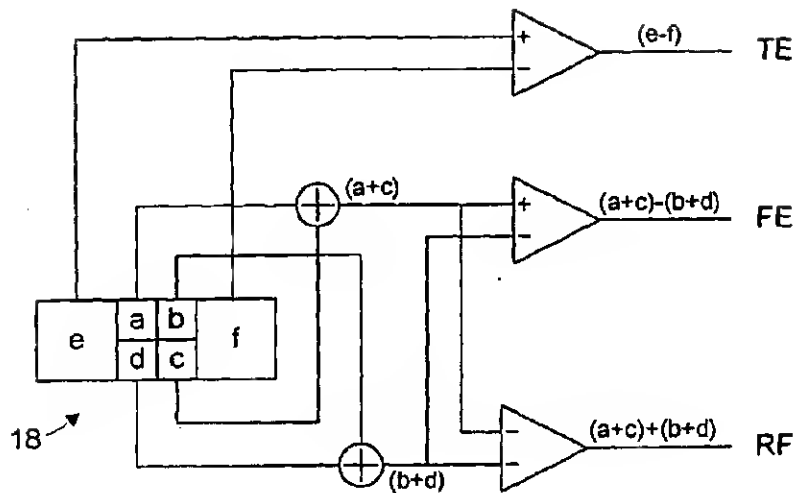 + (e-f) TE
−
(a+c) + (a+c)-(b+d) FE
−
e a b f
d c
18
− (a+c)+(b+d) RF
(b+d) −